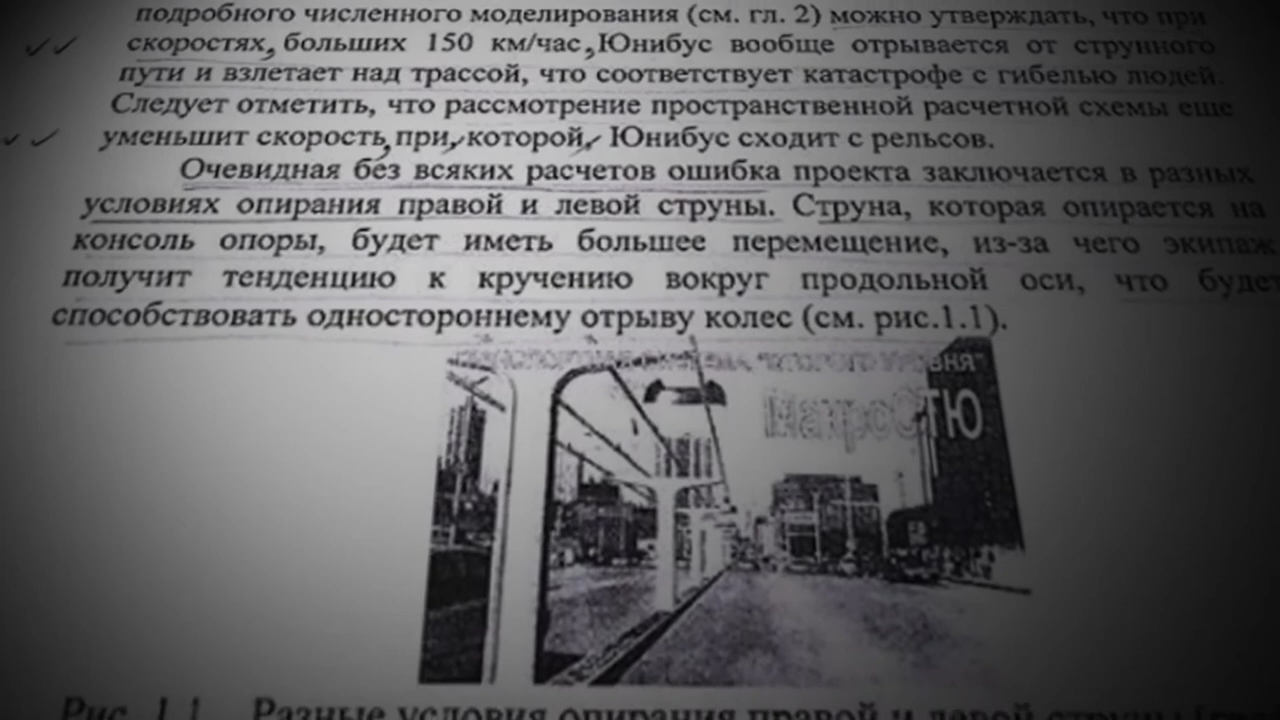 подробного численного моделирования (см. гл. 2) можно утверждать, что при
скоростях, больших 150 км/час, Юнибус вообще отрывается от струнного
пути и взлетает над трассой, что соответствует катастрофе с гибелью людей.
Следует отметить, что рассмотрение пространственной расчетной схемы еще
уменьшит скорость, при, которой, Юнибус сходит с рельсов.
Очевидная без всяких расчетов ошибка проекта заключается в разных
условиях опирания правой и левой струны. Струна, которая опирается на
консоль опоры, будет иметь большее перемещение, из-за чего экипаж
получит тенденцию к кручению вокруг продольной оси, что будет
способствовать одностороннему отрыву колес (см. рис.1.1).
ТРАНСПОРТНАЯ СИСТЕМА "ВТОРОГО УРОВНЯ"
МакроСТЮ
Рис. 1.1. Разные условия опирания правой и левой струны